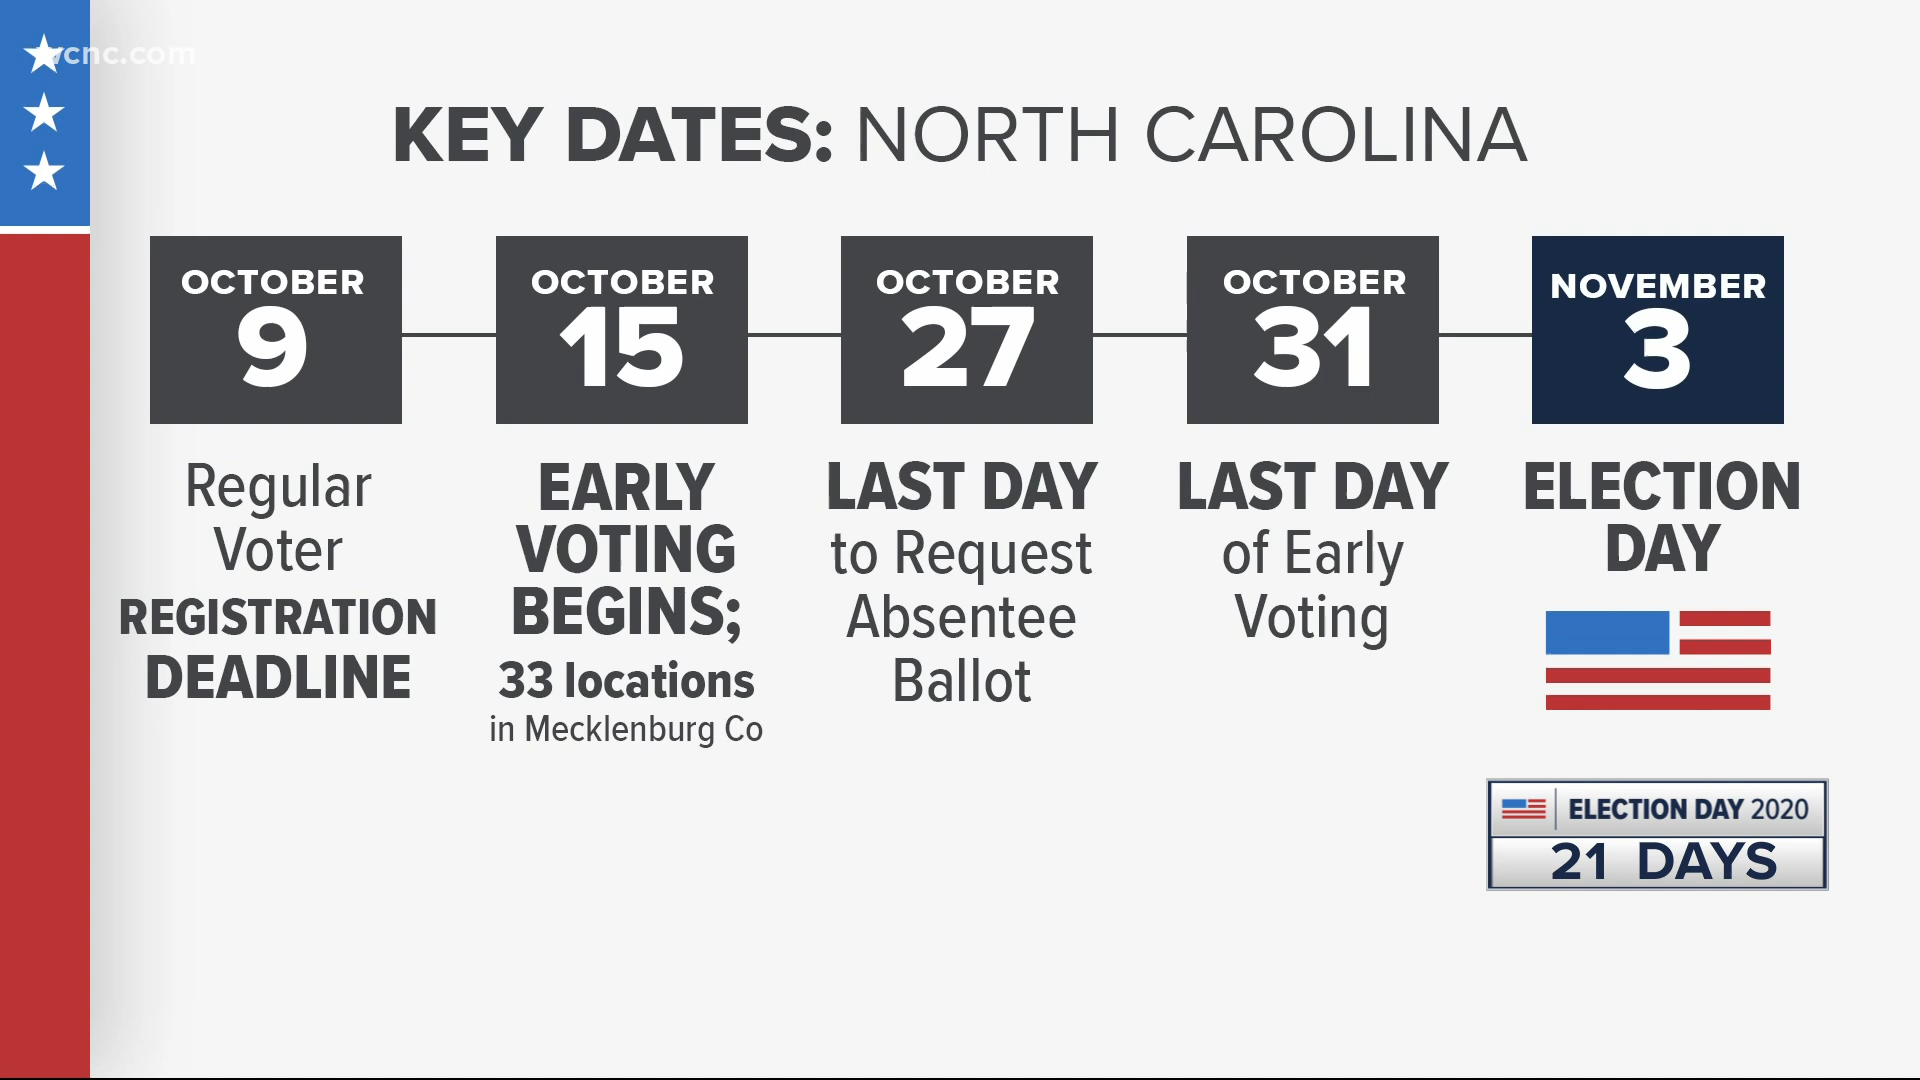 wcnc.com
KEY DATES: NORTH CAROLINA
OCTOBER
9
Regular
Voter
REGISTRATION
DEADLINE
OCTOBER
15
EARLY
VOTING
BEGINS;
33 locations
in Mecklenburg Co
OCTOBER
27
LAST DAY
to Request
Absentee
Ballot
OCTOBER
31
LAST DAY
of Early
Voting
NOVEMBER
3
ELECTION
DAY
ELECTION DAY 2020
21 DAYS